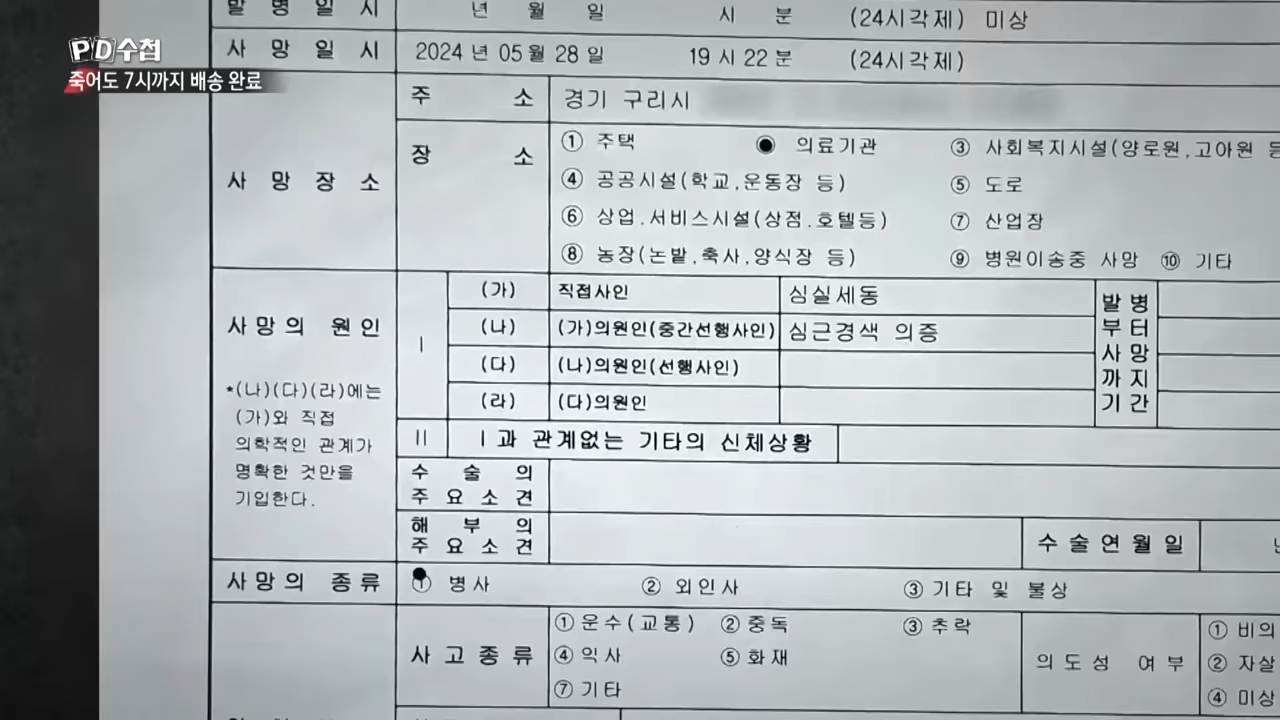 PD수첩
죽어도 7시까지 배송 완료
발병일시 년 월 일 시 분 (24시각제) 미상
사망일시 2024년 05월 28일 19시 22분 (24시각제)
사망장소 주소 경기 구리시
장소 ① 주택 ● 의료기관 ③ 사회복지시설(양로원,고아원 등
④ 공공시설(학교,운동장 등) ⑤ 도로
⑥ 상업.서비스시설(상점.호텔등) ⑦ 산업장
⑧ 농장(논밭,축사,양식장 등) ⑨ 병원이송중 사망 ⑩ 기타
사망의 원인
*(나)(다)(라)에는
(가)와 직접
의학적인 관계가
명확한 것만을
기입한다.
I
(가) 직접사인 심실세동
(나) (가)의원인(중간선행사인) 심근경색 의증
(다) (나)의원인(선행사인)
(라) (다)의원인
발병
부터
사망
까지
기간
II I과 관계없는 기타의 신체상황
수술의
주요소견
해부의
주요소견
수술연월일
사망의 종류 ① 병사 ② 외인사 ③ 기타 및 불상
사고종류 ① 운수(교통) ② 중독 ③ 추락
④ 익사 ⑤ 화재
⑦ 기타
의도성 여부 ① 비의
② 자살
④ 미상